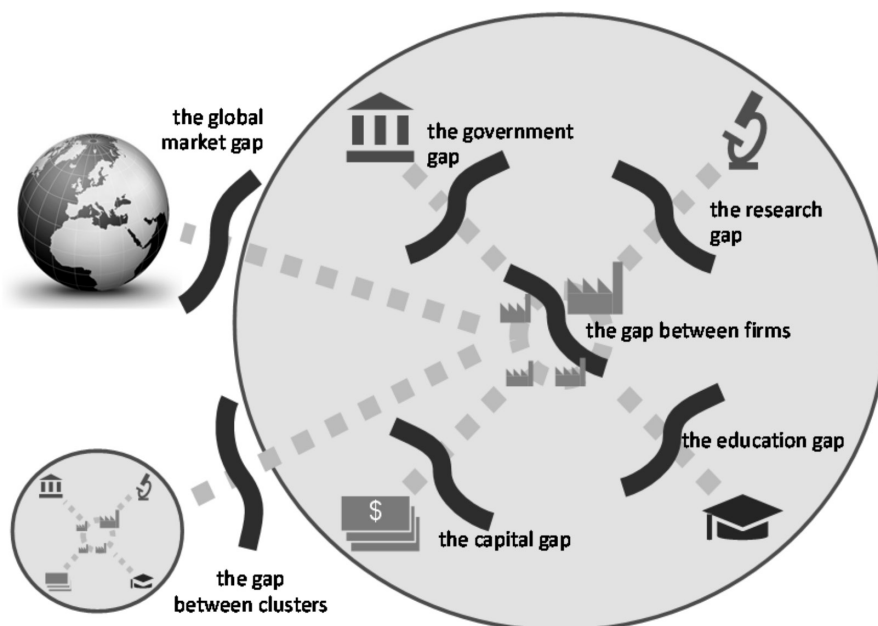 the global
market gap
the government
gap
the research
gap
the gap between firms
the education gap
$
the capital gap
the gap
between clusters